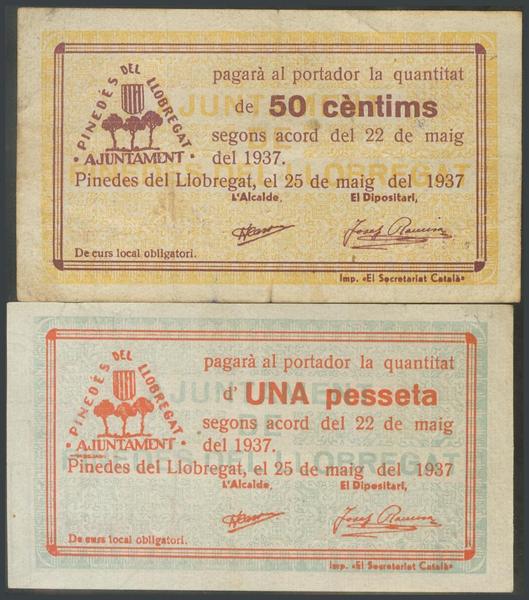 · PINEDÉS DEL LLOBREGAT ·
AJUNTAMENT
pagarà al portador la quantitat
de 50 cèntims
segons acord del 22 de maig
del 1937.
Pinedes del Llobregat, el 25 de maig del 1937
L'Alcalde, El Dipositari,
Josep
De curs local obligatori.
Imp. «El Secretariat Català»
· PINEDÉS DEL LLOBREGAT ·
AJUNTAMENT
pagarà al portador la quantitat
d' UNA pesseta
segons acord del 22 de maig
del 1937.
Pinedes del Llobregat, el 25 de maig del 1937
L'Alcalde, El Dipositari,
Josep
De curs local obligatori.
Imp. «El Secretariat Català»